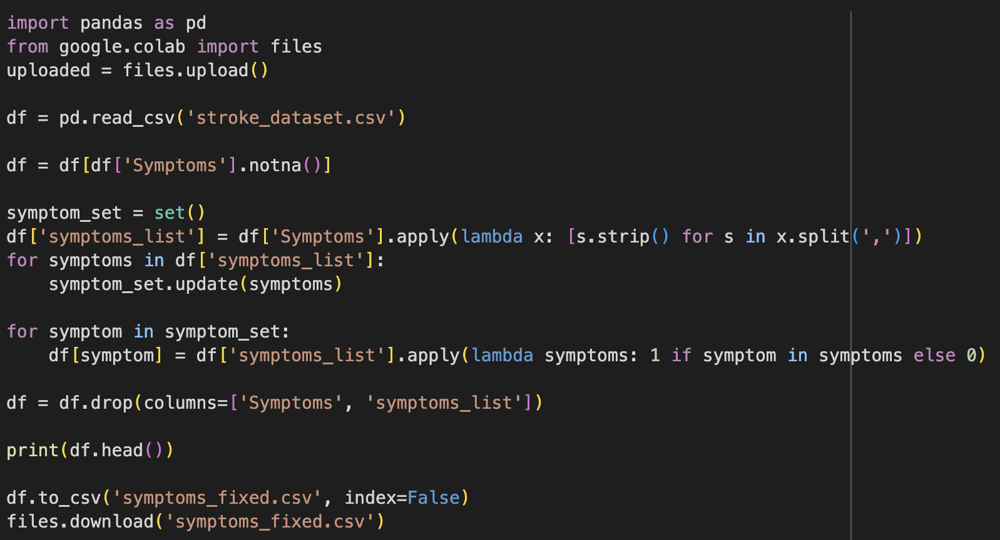 import pandas as pd
from google.colab import files
uploaded = files.upload()

df = pd.read_csv('stroke_dataset.csv')

df = df[df['Symptoms'].notna()]

symptom_set = set()
df['symptoms_list'] = df['Symptoms'].apply(lambda x: [s.strip() for s in x.split(',')])
for symptoms in df['symptoms_list']:
    symptom_set.update(symptoms)

for symptom in symptom_set:
    df[symptom] = df['symptoms_list'].apply(lambda symptoms: 1 if symptom in symptoms else 0)

df = df.drop(columns=['Symptoms', 'symptoms_list'])

print(df.head())

df.to_csv('symptoms_fixed.csv', index=False)
files.download('symptoms_fixed.csv')